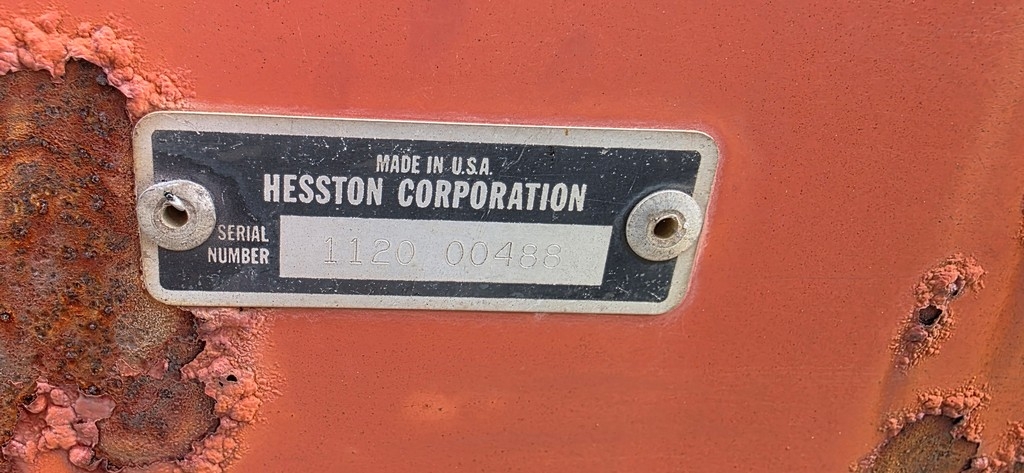 MADE IN U.S.A.
HESSTON CORPORATION
SERIAL
NUMBER
1120 00488